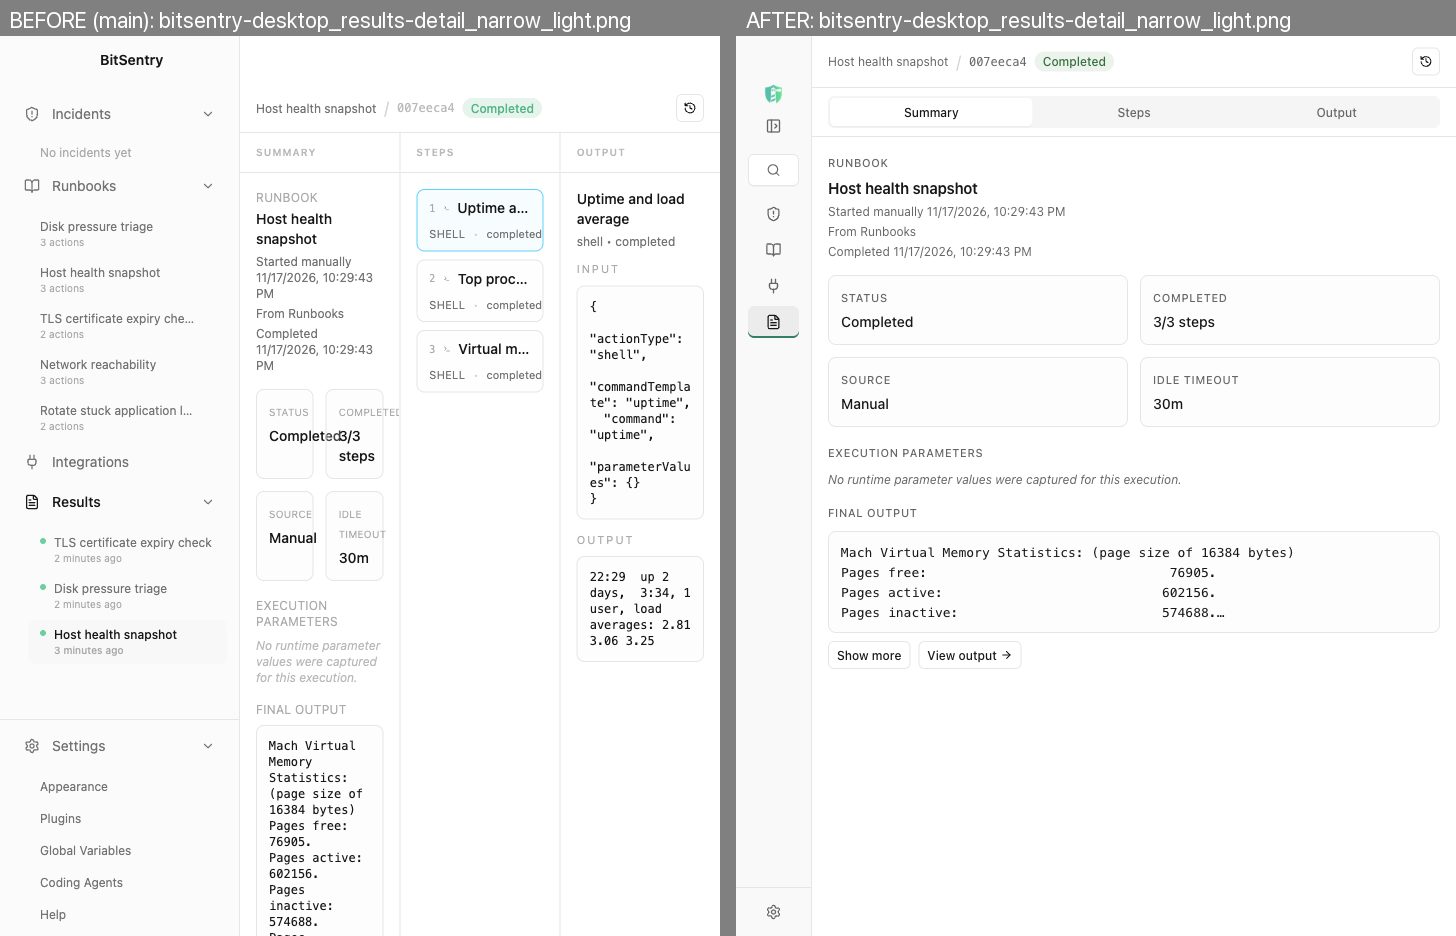 BEFORE (main): bitsentry-desktop_results-detail_narrow_light.png
BitSentry
Incidents
No incidents yet
Runbooks
Disk pressure triage
3 actions
Host health snapshot
3 actions
TLS certificate expiry che...
2 actions
Network reachability
3 actions
Rotate stuck application l...
2 actions
Integrations
Results
TLS certificate expiry check
2 minutes ago
Disk pressure triage
2 minutes ago
Host health snapshot
3 minutes ago
Settings
Appearance
Plugins
Global Variables
Coding Agents
Help
Host health snapshot / 007eeca4 Completed
SUMMARY
RUNBOOK
Host health
snapshot
Started manually
11/17/2026, 10:29:43
PM
From Runbooks
Completed
11/17/2026, 10:29:43
PM
STATUS
Completed
COMPLETED
3/3
steps
SOURCE
Manual
IDLE
TIMEOUT
30m
EXECUTION
PARAMETERS
No runtime parameter
values were captured
for this execution.
FINAL OUTPUT
Mach Virtual
Memory
Statistics:
(page size of
16384 bytes)
Pages free:
76905.
Pages active:
602156.
Pages
inactive:
574688.
Pages
STEPS
1 Uptime a...
SHELL · completed
2 Top proc...
SHELL · completed
3 Virtual m...
SHELL · completed
OUTPUT
Uptime and load
average
shell • completed
INPUT
{
"actionType":
"shell",
"commandTempla
te": "uptime",
"command":
"uptime",
"parameterValu
es": {}
}
OUTPUT
22:29 up 2
days, 3:34, 1
user, load
averages: 2.81
3.06 3.25
AFTER: bitsentry-desktop_results-detail_narrow_light.png
Host health snapshot / 007eeca4 Completed
Summary
Steps
Output
RUNBOOK
Host health snapshot
Started manually 11/17/2026, 10:29:43 PM
From Runbooks
Completed 11/17/2026, 10:29:43 PM
STATUS
Completed
COMPLETED
3/3 steps
SOURCE
Manual
IDLE TIMEOUT
30m
EXECUTION PARAMETERS
No runtime parameter values were captured for this execution.
FINAL OUTPUT
Mach Virtual Memory Statistics: (page size of 16384 bytes)
Pages free: 76905.
Pages active: 602156.
Pages inactive: 574688.…
Show more
View output →